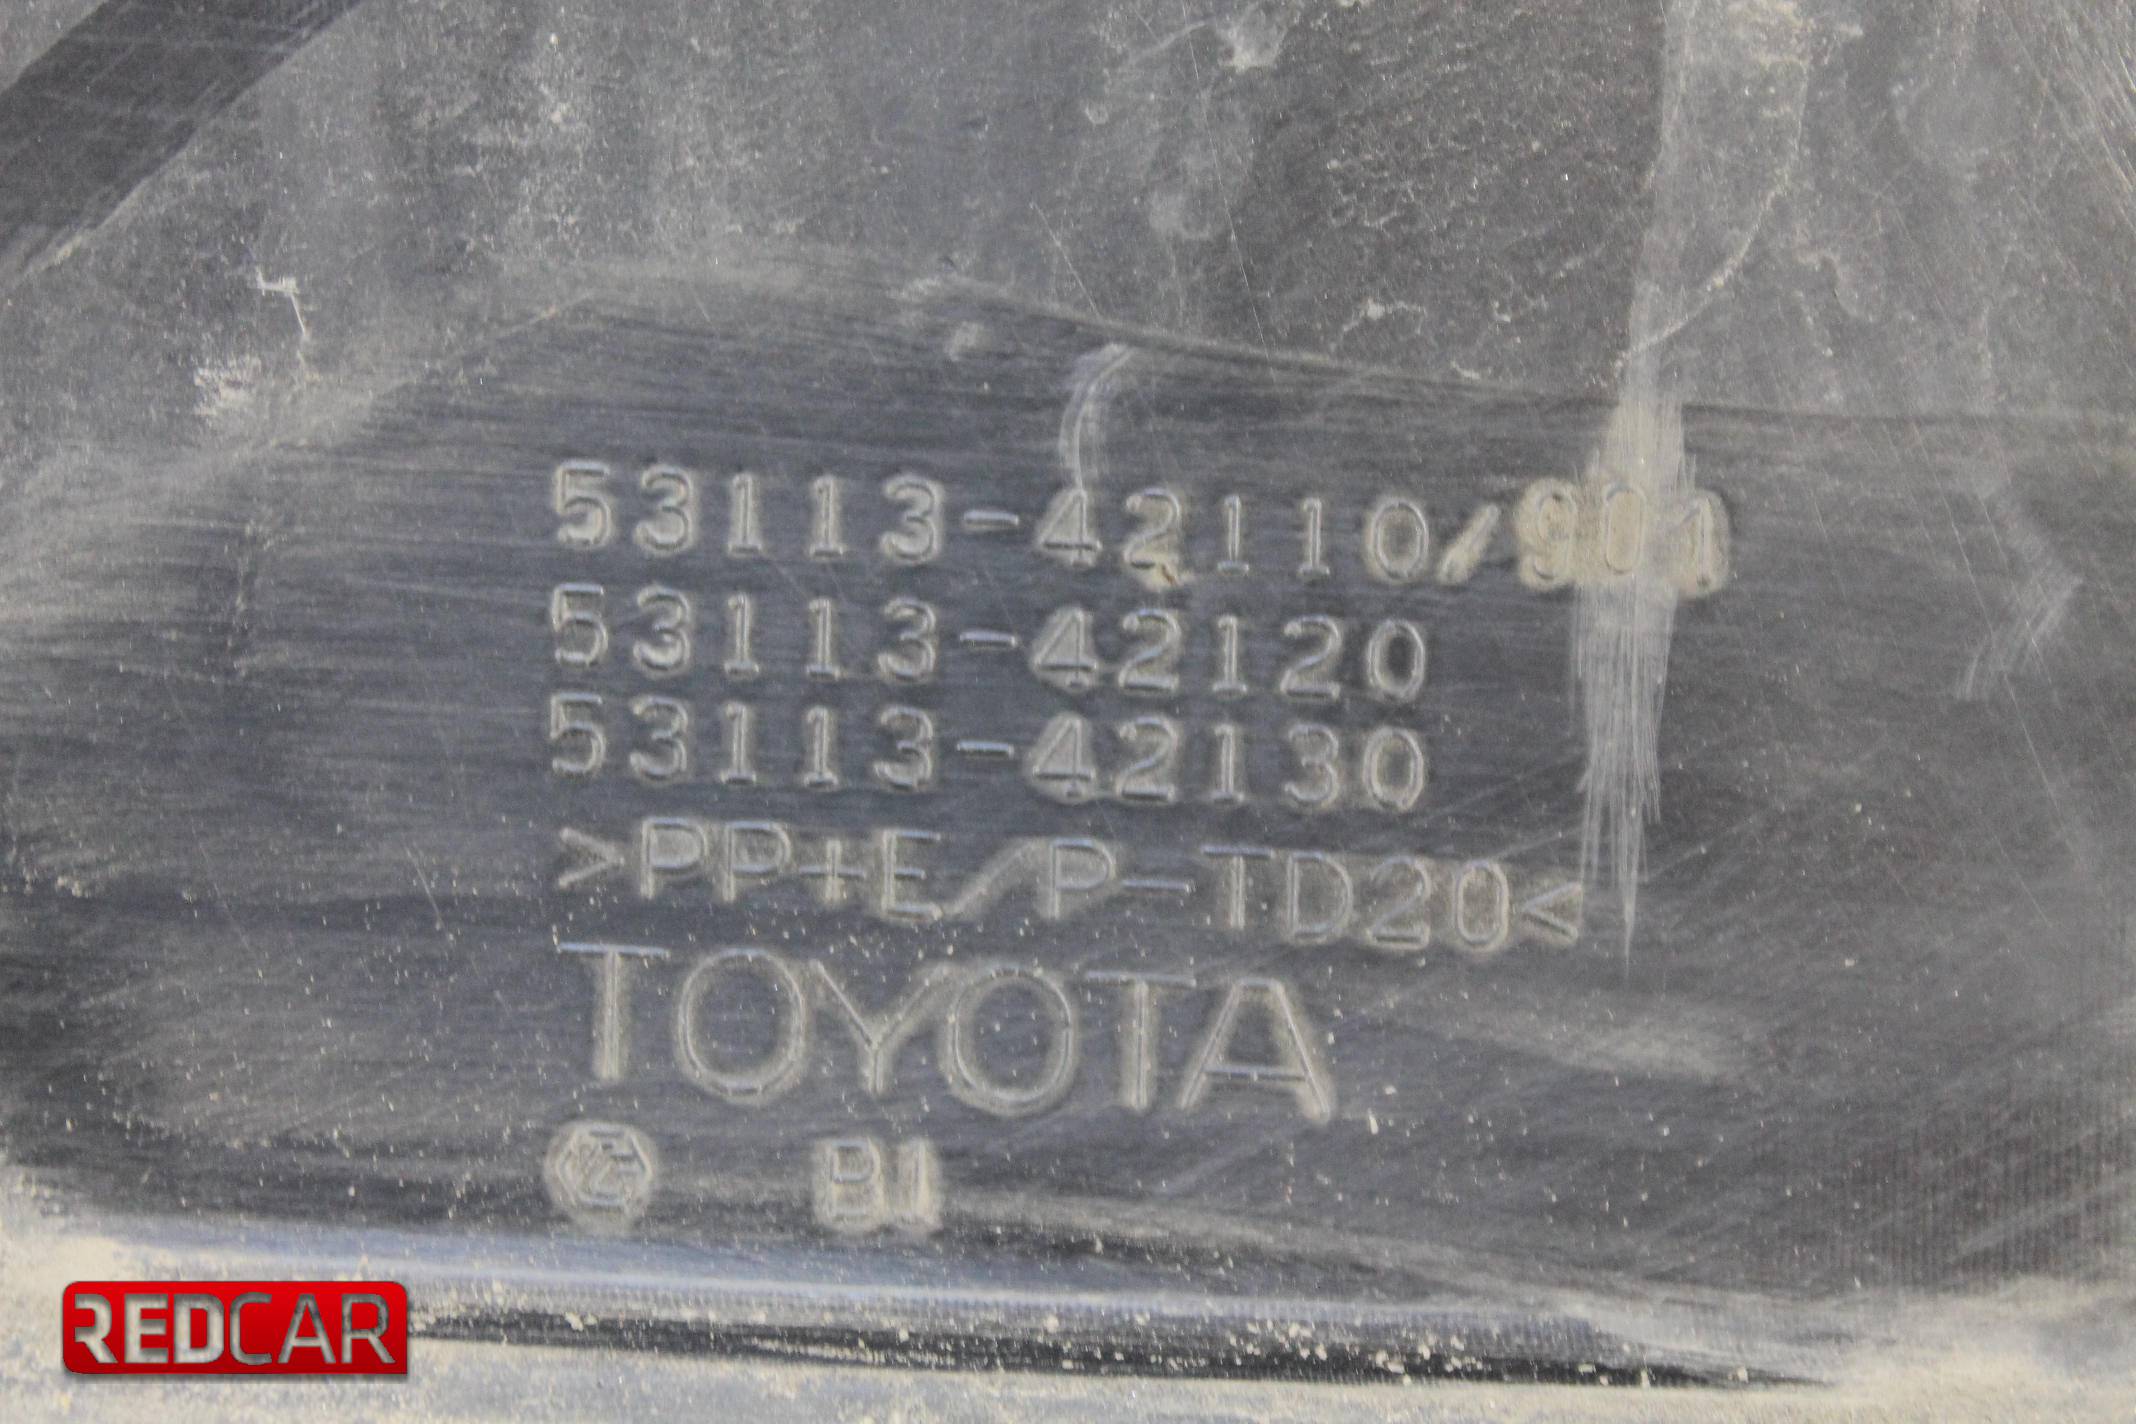 53113-42110/901
53113-42120
53113-42130
>PP+E/P-TD20<
TOYOTA
B1
REDCAR